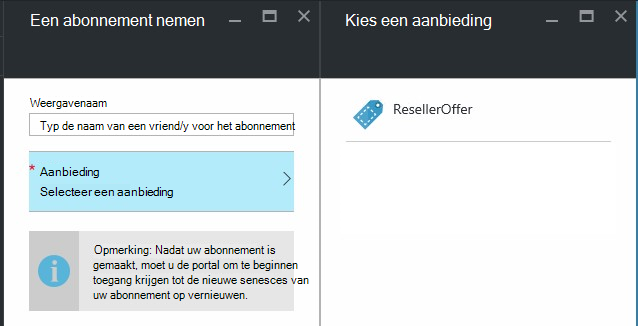 Een abonnement nemen
Weergavenaam
Typ de naam van een vriend/y voor het abonnement
* Aanbieding
Selecteer een aanbieding
Opmerking: Nadat uw abonnement is
gemaakt, moet u de portal om te beginnen
toegang krijgen tot de nieuwe senesces van
uw abonnement op vernieuwen.
Kies een aanbieding
ResellerOffer